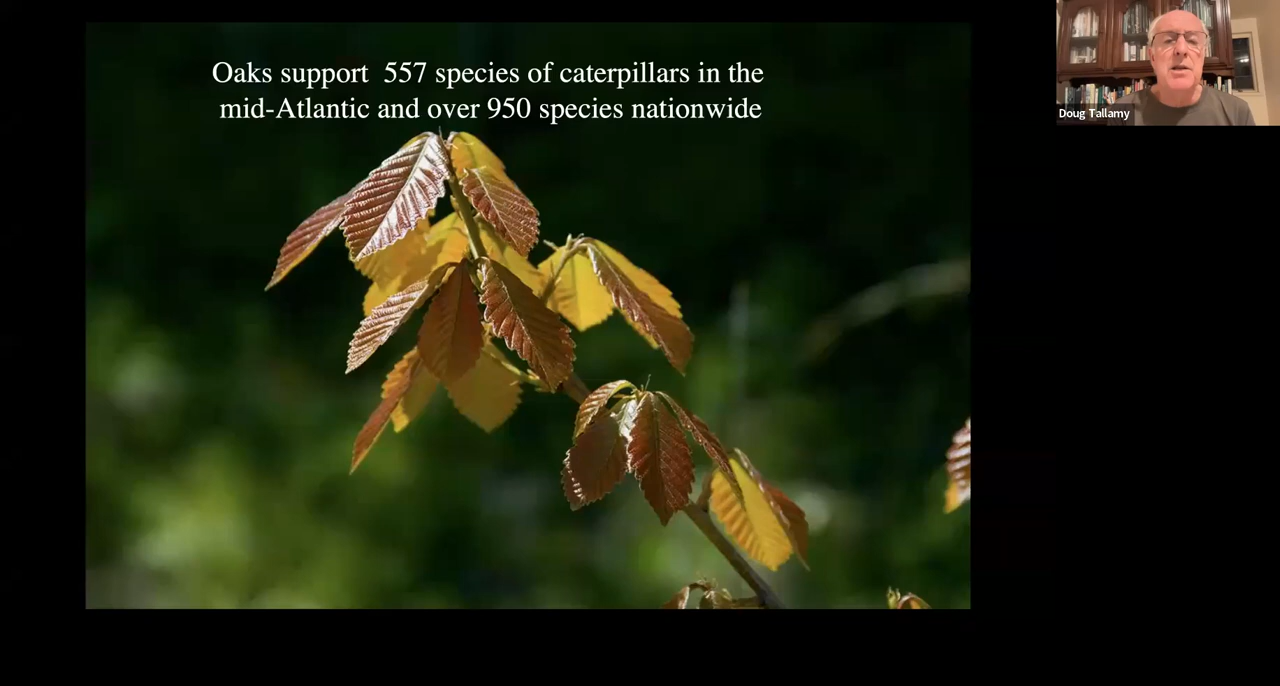 Oaks support  557 species of caterpillars in the
mid-Atlantic and over 950 species nationwide
Doug Tallamy